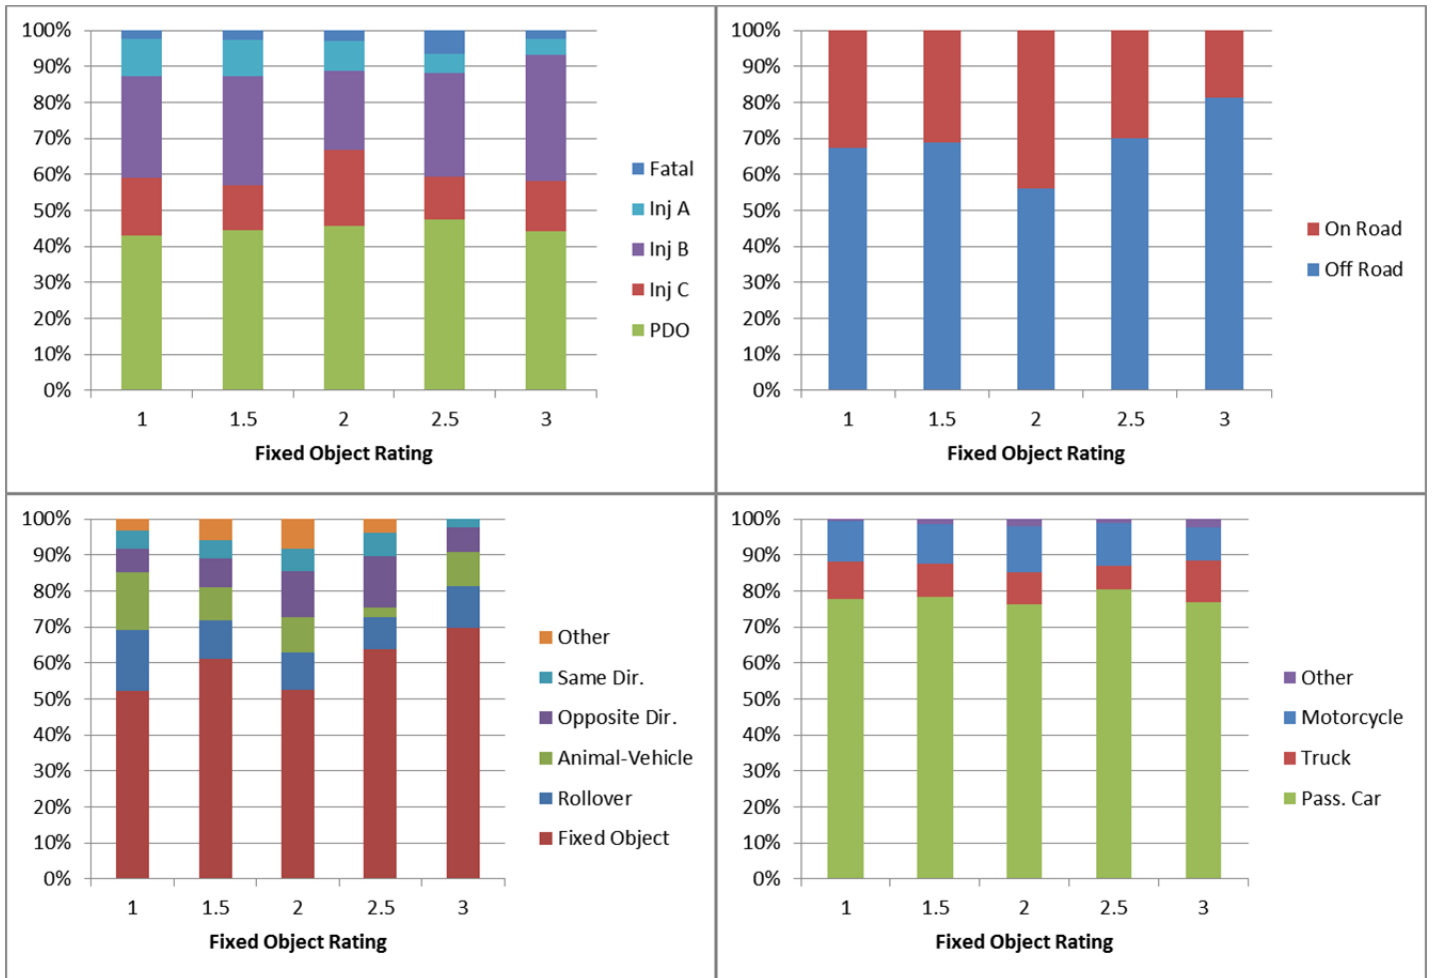 100%
90%
80%
70%
60%
50%
40%
30%
20%
10%
0%
1 1.5 2 2.5 3
Fixed Object Rating
Fatal
Inj A
Inj B
Inj C
PDO
100%
90%
80%
70%
60%
50%
40%
30%
20%
10%
0%
1 1.5 2 2.5 3
Fixed Object Rating
On Road
Off Road
100%
90%
80%
70%
60%
50%
40%
30%
20%
10%
0%
1 1.5 2 2.5 3
Fixed Object Rating
Other
Same Dir.
Opposite Dir.
Animal-Vehicle
Rollover
Fixed Object
100%
90%
80%
70%
60%
50%
40%
30%
20%
10%
0%
1 1.5 2 2.5 3
Fixed Object Rating
Other
Motorcycle
Truck
Pass. Car